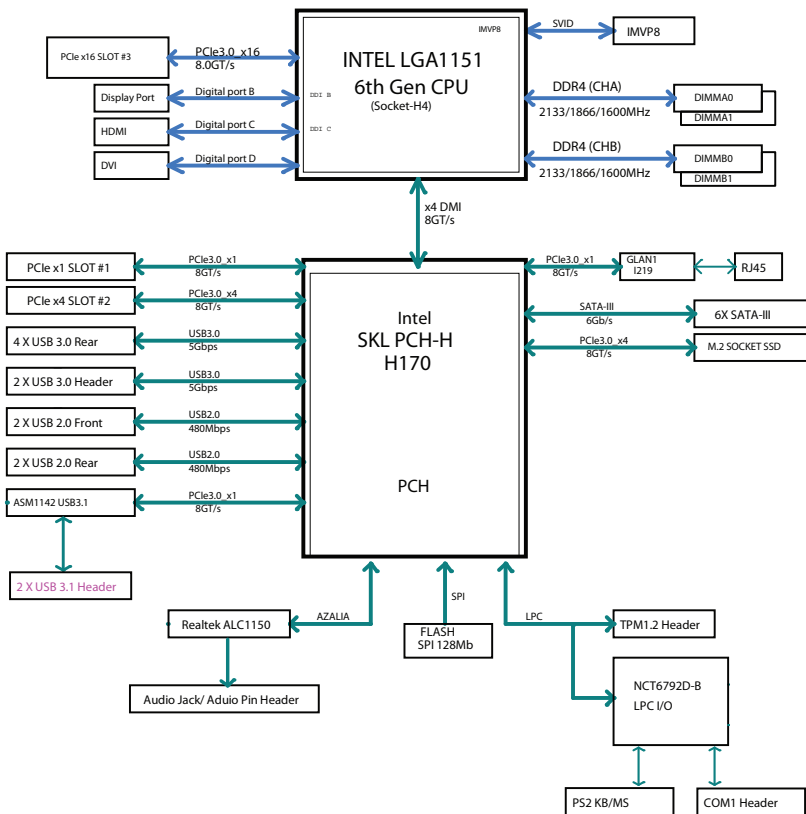 IMVP8
SVID
IMVP8
PCIe x16 SLOT #3
PCIe3.0_x16
8.0GT/s
INTEL LGA1151
6th Gen CPU
(Socket-H4)
Display Port
Digital port B
DDI B
DDR4 (CHA)
2133/1866/1600MHz
DIMMA0
DIMMA1
HDMI
Digital port C
DDI C
DVI
Digital port D
DDR4 (CHB)
2133/1866/1600MHz
DIMMB0
DIMMB1
x4 DMI
8GT/s
PCIe x1 SLOT #1
PCIe3.0_x1
8GT/s
PCIe3.0_x1
8GT/s
GLAN1
I219
RJ45
PCIe x4 SLOT #2
PCIe3.0_x4
8GT/s
Intel
SKL PCH-H
H170
SATA-III
6Gb/s
6X SATA-III
4 X USB 3.0 Rear
USB3.0
5Gbps
PCIe3.0_x4
8GT/s
M.2 SOCKET SSD
2 X USB 3.0 Header
USB3.0
5Gbps
2 X USB 2.0 Front
USB2.0
480Mbps
2 X USB 2.0 Rear
USB2.0
480Mbps
PCH
ASM1142 USB3.1
PCIe3.0_x1
8GT/s
2 X USB 3.1 Header
Realtek ALC1150
AZALIA
SPI
FLASH
SPI 128Mb
LPC
TPM1.2 Header
Audio Jack/ Aduio Pin Header
NCT6792D-B
LPC I/O
PS2 KB/MS
COM1 Header